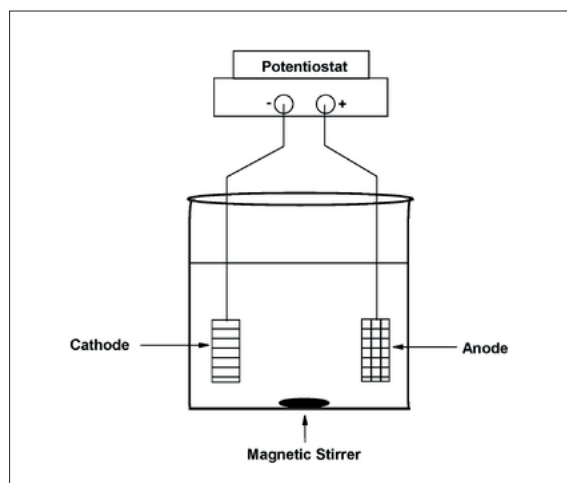 Potentiostat
- +
Cathode
Anode
Magnetic Stirrer